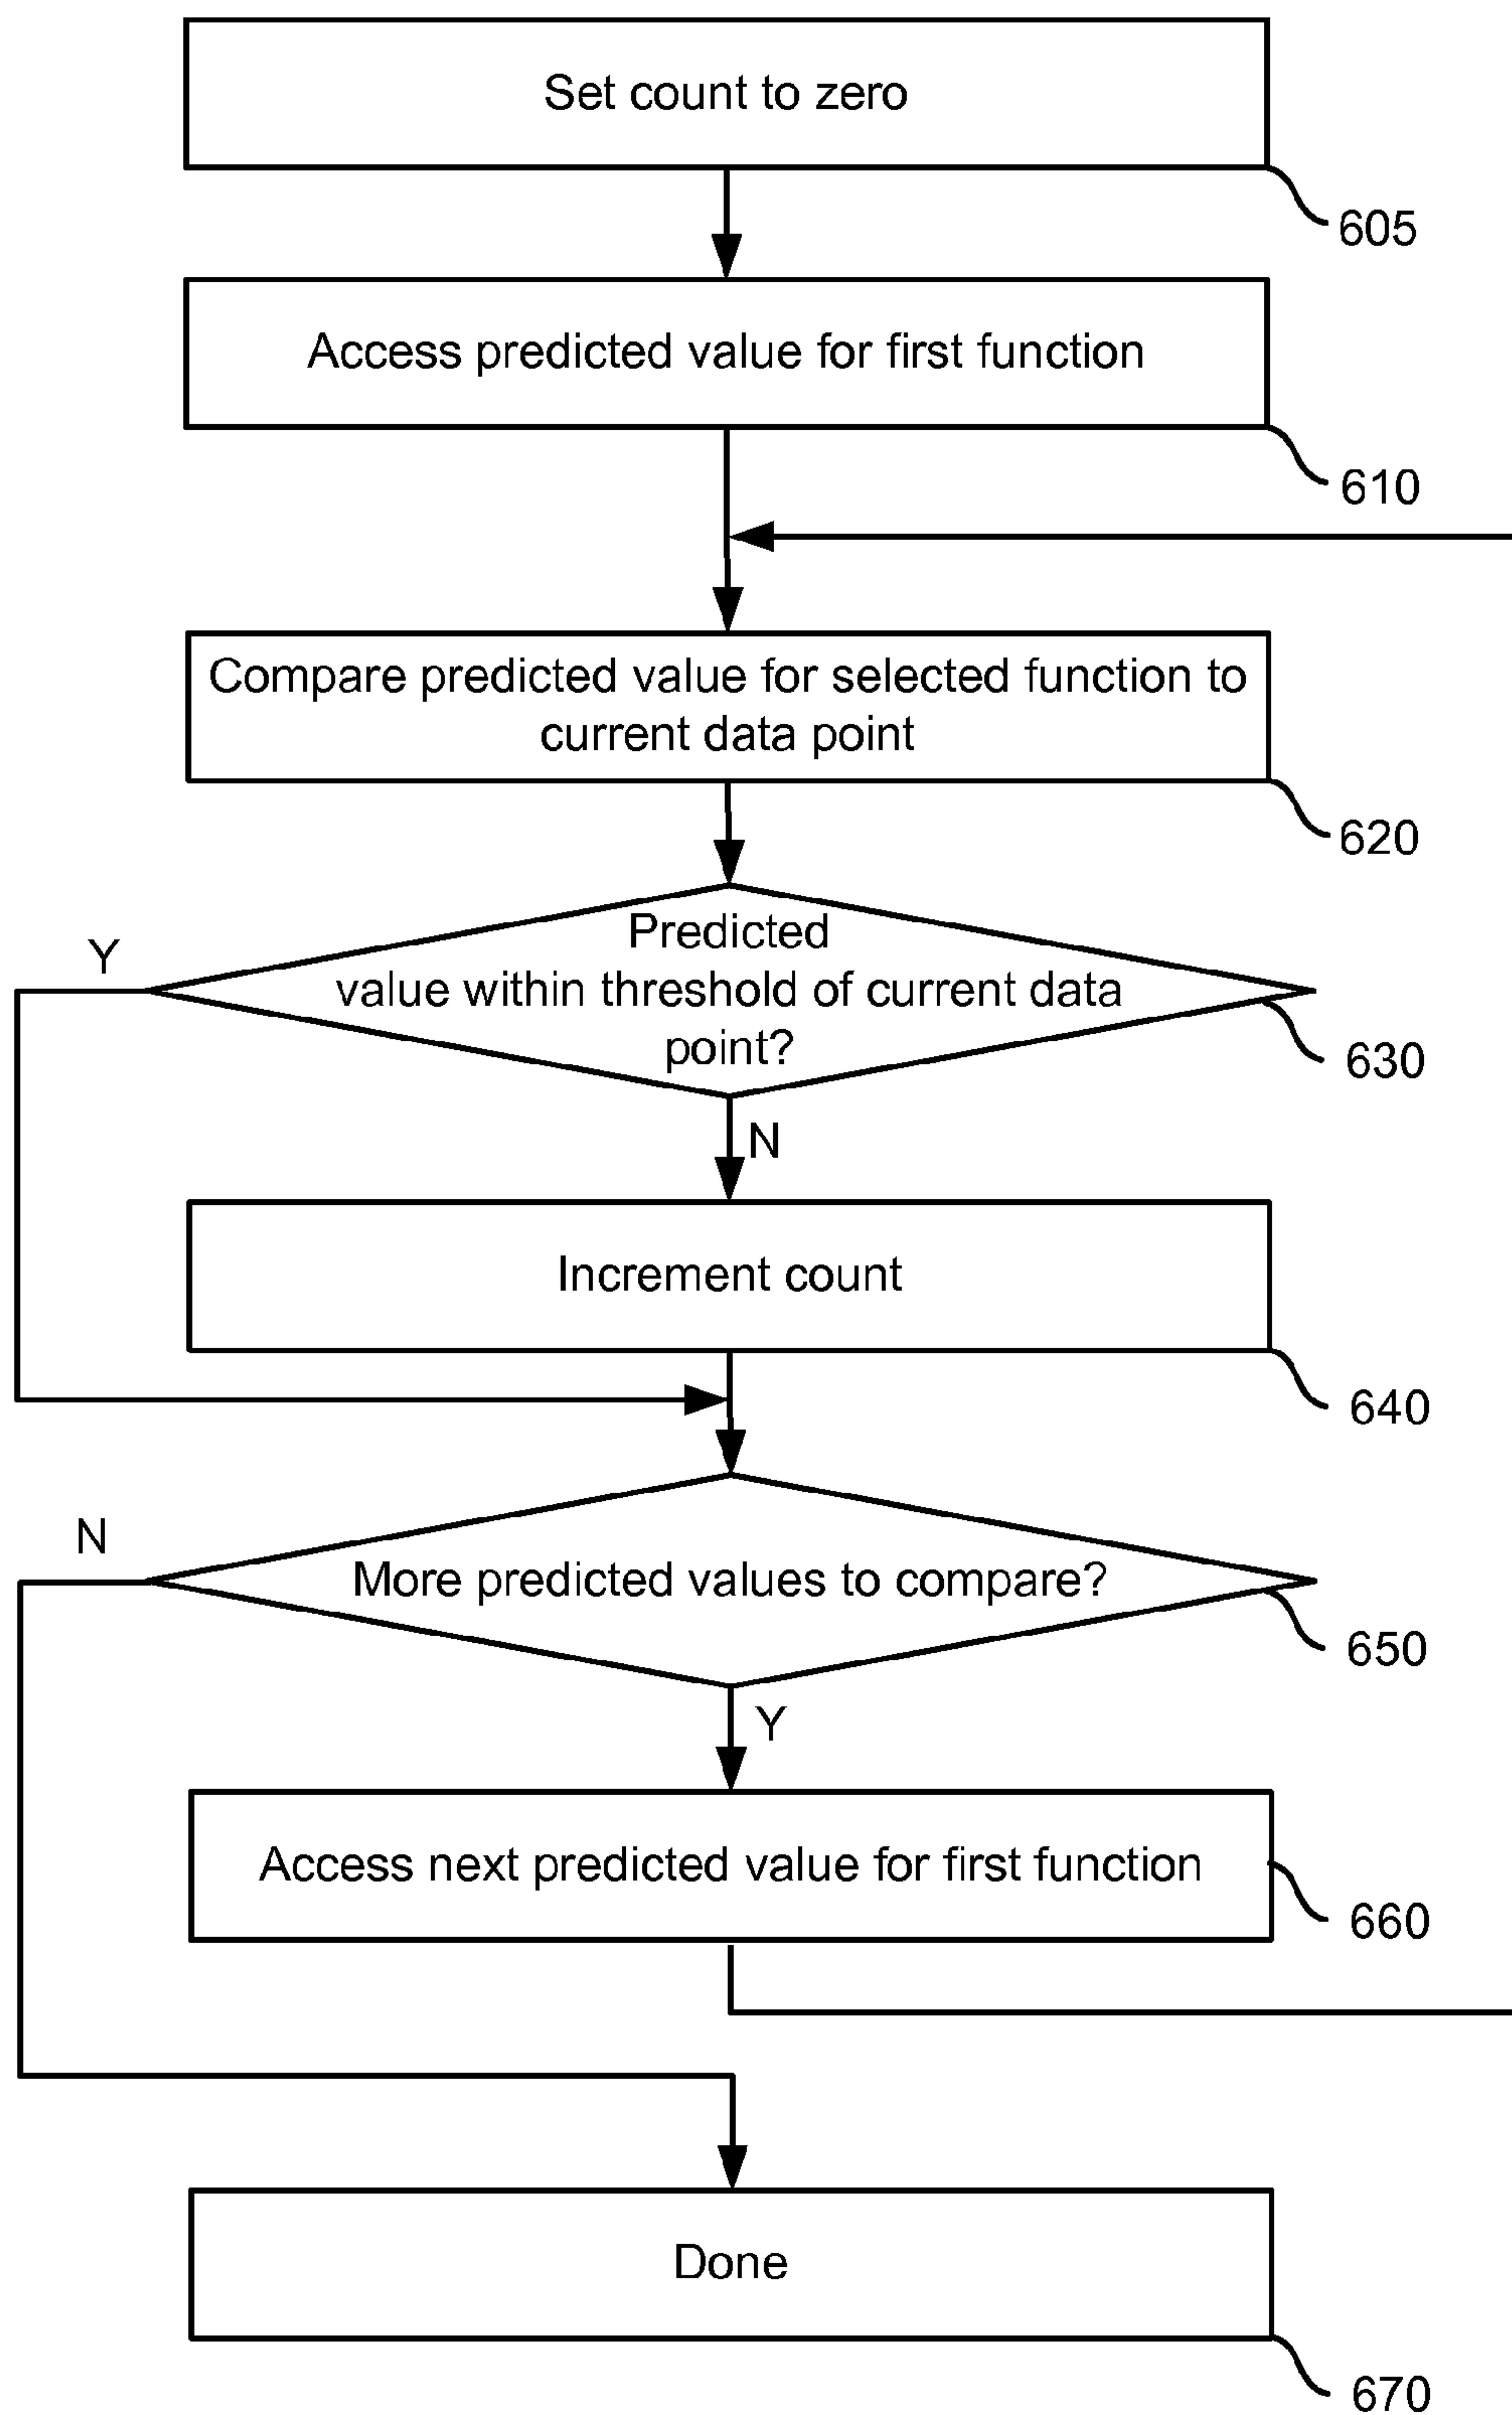 Set count to zero
605
Access predicted value for first function
610
Compare predicted value for selected function to
current data point
620
Predicted
value within threshold of current data
point?
Y
630
N
Increment count
640
N
More predicted values to compare?
650
Y
Access next predicted value for first function
660
Done
670